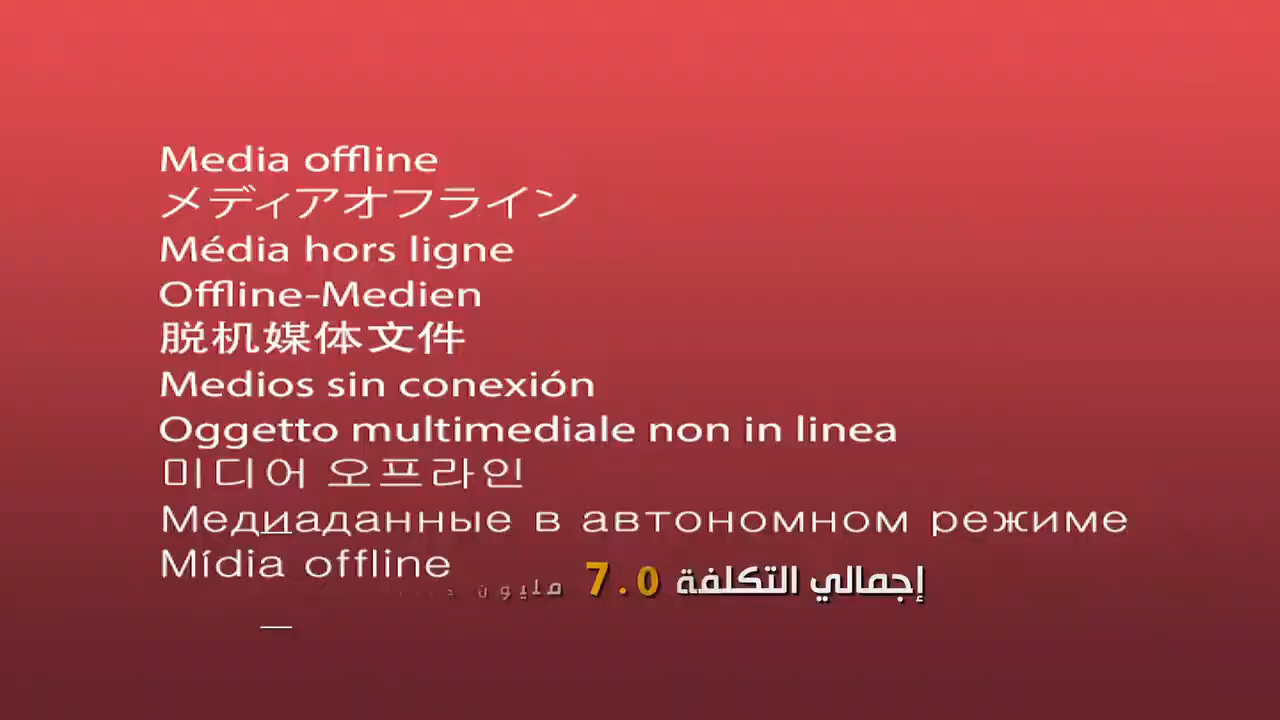 Media offline
メディアオフライン
Média hors ligne
Offline-Medien
脱机媒体文件
Medios sin conexión
Oggetto multimediale non in linea
미디어 오프라인
Медиаданные в автономном режиме
Mídia offline
إجمالي التكلفة 7.0 مليون